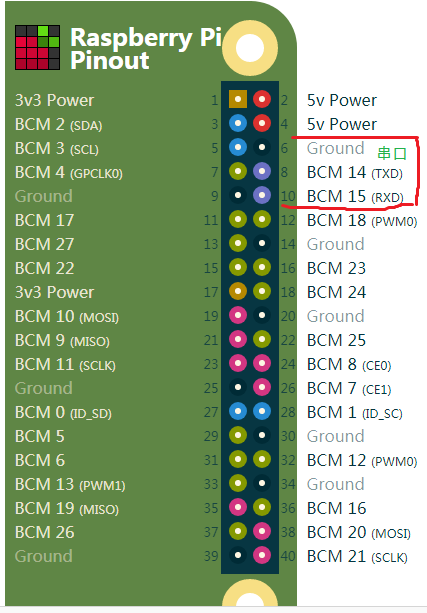 Raspberry Pi
Pinout
3v3 Power 1 2 5v Power
BCM 2 (SDA) 3 4 5v Power
BCM 3 (SCL) 5 6 Ground 串口
BCM 4 (GPCLK0) 7 8 BCM 14 (TXD)
Ground 9 10 BCM 15 (RXD)
BCM 17 11 12 BCM 18 (PWM0)
BCM 27 13 14 Ground
BCM 22 15 16 BCM 23
3v3 Power 17 18 BCM 24
BCM 10 (MOSI) 19 20 Ground
BCM 9 (MISO) 21 22 BCM 25
BCM 11 (SCLK) 23 24 BCM 8 (CE0)
Ground 25 26 BCM 7 (CE1)
BCM 0 (ID_SD) 27 28 BCM 1 (ID_SC)
BCM 5 29 30 Ground
BCM 6 31 32 BCM 12 (PWM0)
BCM 13 (PWM1) 33 34 Ground
BCM 19 (MISO) 35 36 BCM 16
BCM 26 37 38 BCM 20 (MOSI)
Ground 39 40 BCM 21 (SCLK)